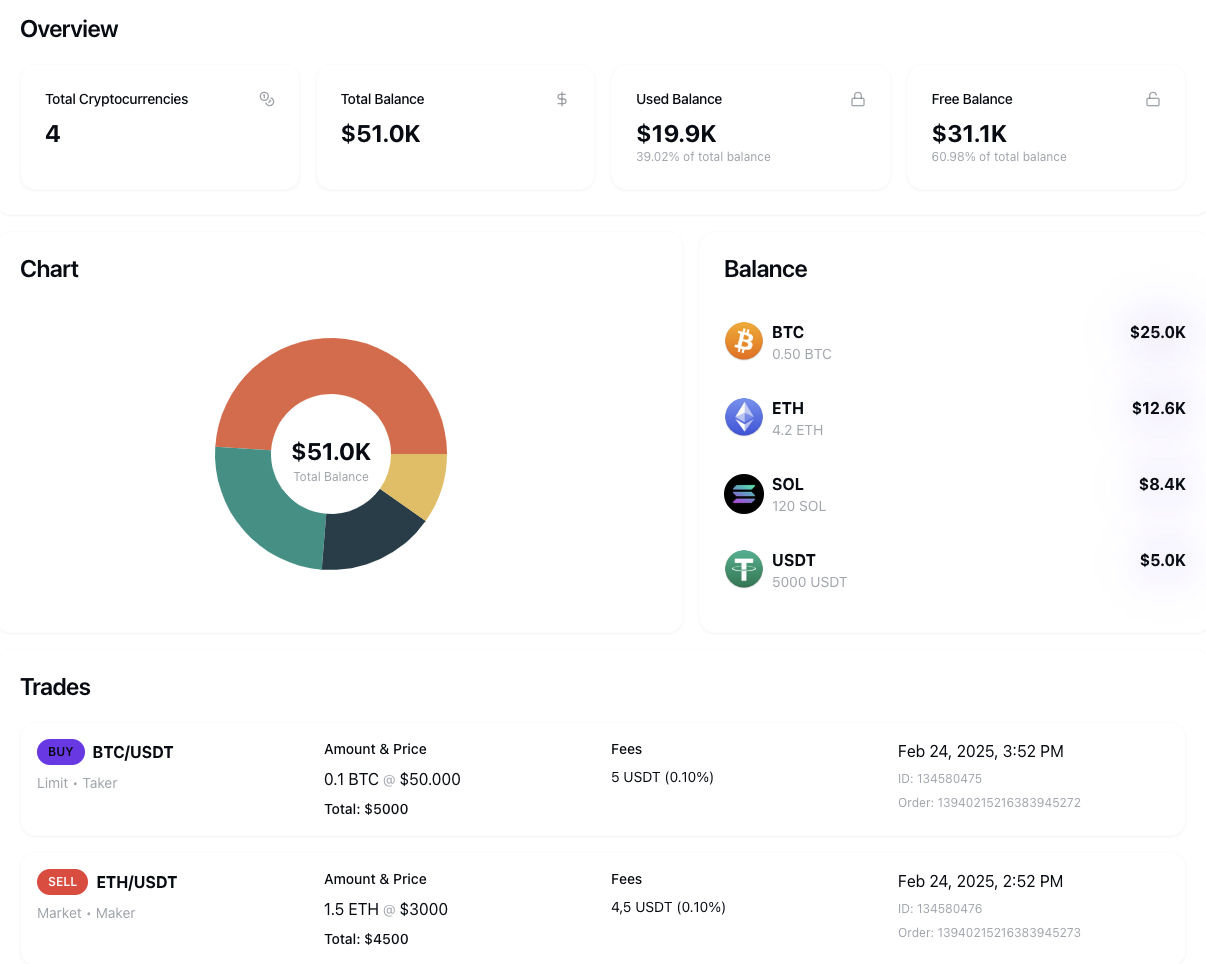 Overview
Total Cryptocurrencies
4
Total Balance
$51.0K
Used Balance
$19.9K
39.02% of total balance
Free Balance
$31.1K
60.98% of total balance
Chart
$51.0K
Total Balance
Balance
BTC
0.50 BTC
$25.0K
ETH
4.2 ETH
$12.6K
SOL
120 SOL
$8.4K
USDT
5000 USDT
$5.0K
Trades
BUY BTC/USDT
Limit • Taker
Amount & Price
0.1 BTC @ $50.000
Total: $5000
Fees
5 USDT (0.10%)
Feb 24, 2025, 3:52 PM
ID: 134580475
Order: 13940215216383945272
SELL ETH/USDT
Market • Maker
Amount & Price
1.5 ETH @ $3000
Total: $4500
Fees
4,5 USDT (0.10%)
Feb 24, 2025, 2:52 PM
ID: 134580476
Order: 13940215216383945273